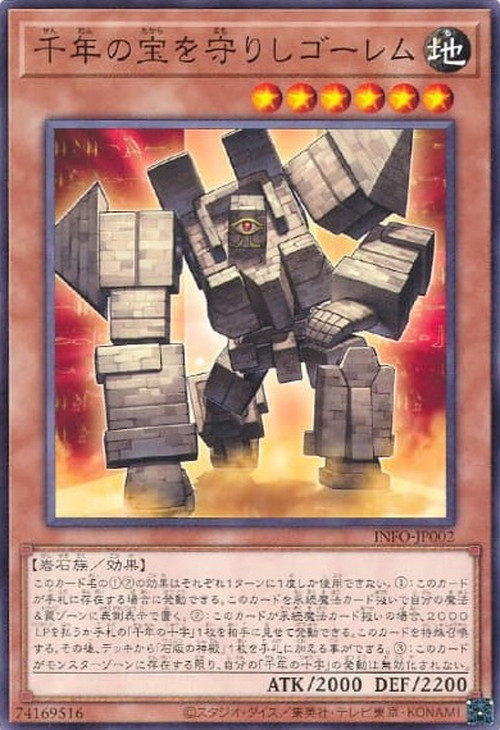 千年の宝を守りしゴーレム
地
INFO-JP002
【岩石族／効果】
このカード名の①②の効果はそれぞれ1ターンに1度しか使用できない。①：このカード
が手札に存在する場合に発動できる。このカードを永続魔法カード扱いで自分の魔法
＆罠ゾーンに表側表示で置く。②：このカードが永続魔法カード扱いの場合、2000
LPを払うか手札の「千年の十字」1枚を相手に見せて発動できる。このカードを特殊召喚
する。その後、デッキから「石版の神殿」1枚を手札に加える事ができる。③：このカード
がモンスターゾーンに存在する限り、自分の「千年の十字」の発動は無効化されない。
ATK/2000 DEF/2200
74169516
©スタジオ・ダイス／集英社・テレビ東京・KONAMI